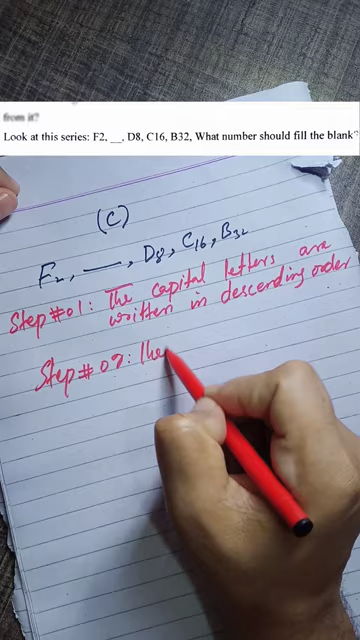 from it?
Look at this series: F2, __, D8, C16, B32, What number should fill the blank?
(C)
F2, —, D8, C16, B32
Step#01: The capital letters are
written in descending order
Step#02: The